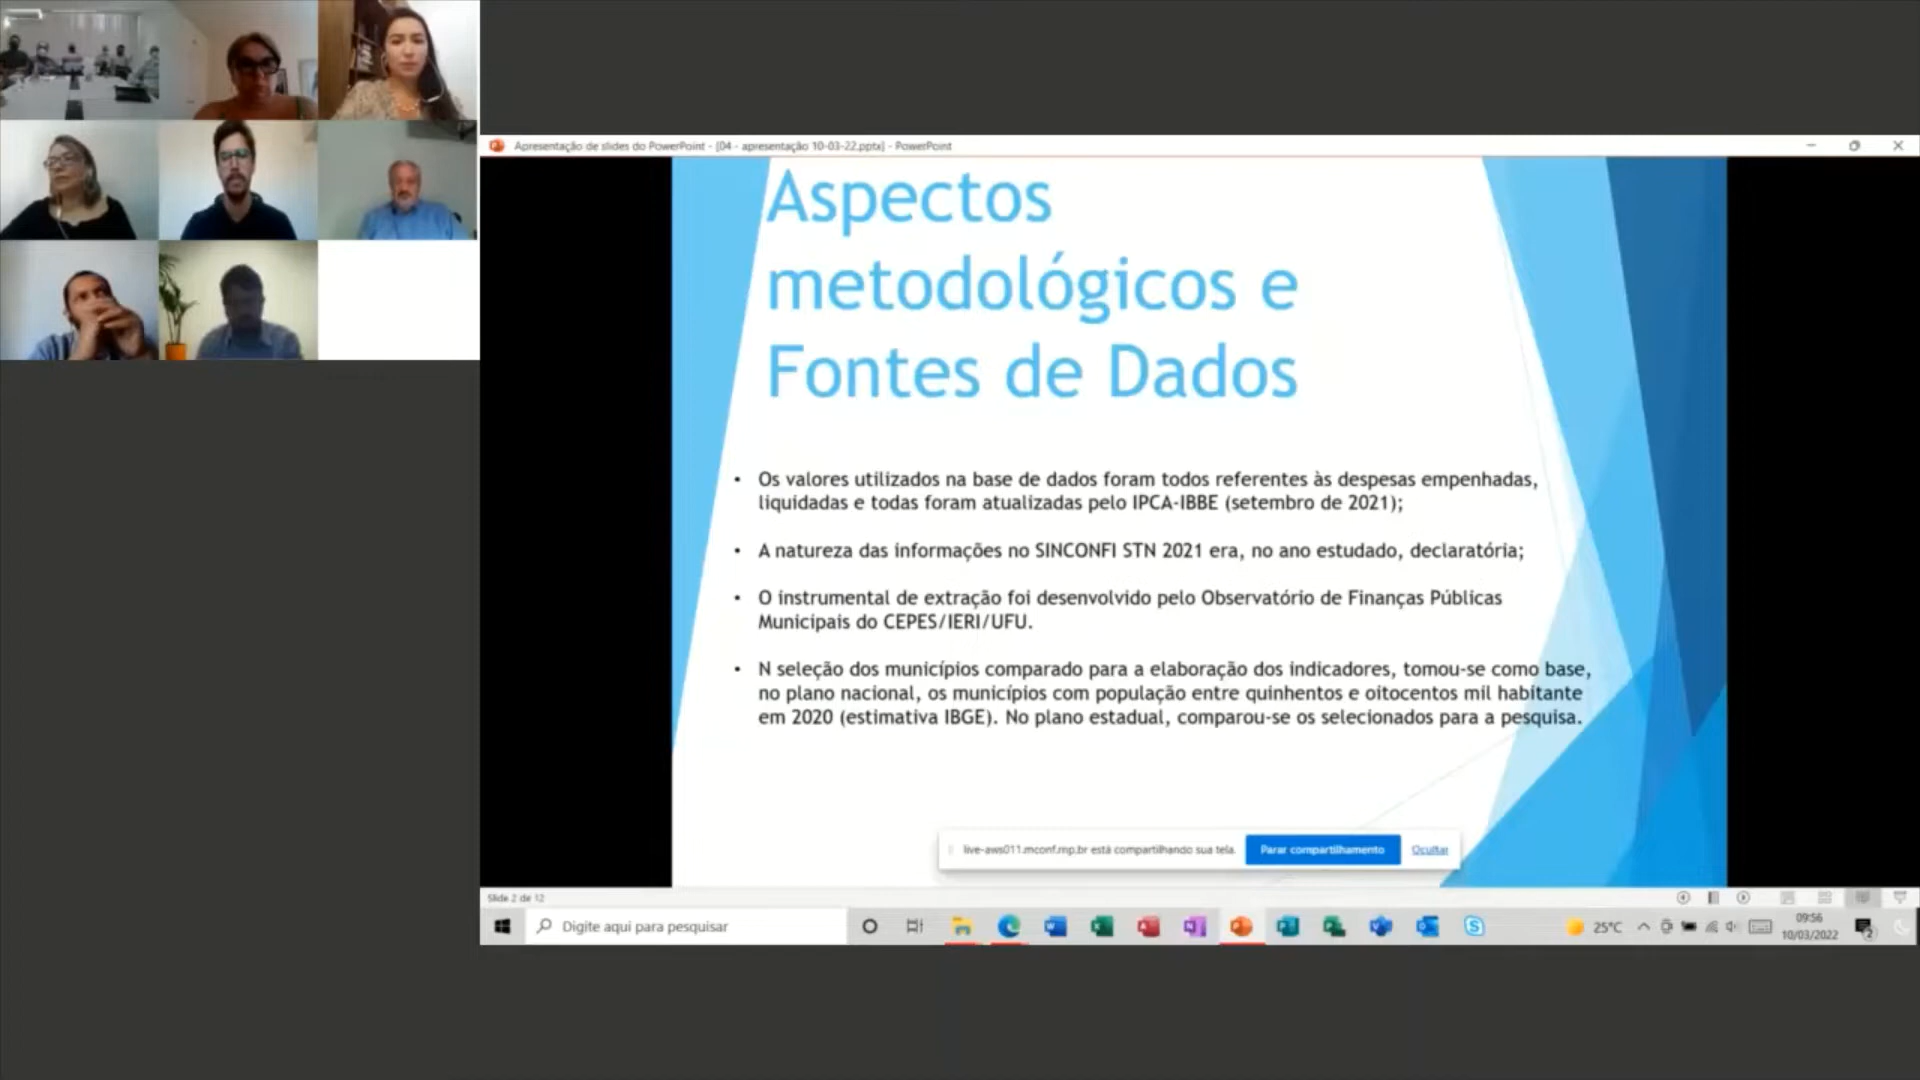 Apresentação de slides do PowerPoint - [04 - apresentação 10-03-22.pptx] - PowerPoint
Aspectos
metodológicos e
Fontes de Dados
• Os valores utilizados na base de dados foram todos referentes às despesas empenhadas,
liquidadas e todas foram atualizadas pelo IPCA-IBBE (setembro de 2021);
• A natureza das informações no SINCONFI STN 2021 era, no ano estudado, declaratória;
• O instrumental de extração foi desenvolvido pelo Observatório de Finanças Públicas
Municipais do CEPES/IERI/UFU.
• N seleção dos municípios comparado para a elaboração dos indicadores, tomou-se como base,
no plano nacional, os municípios com população entre quinhentos e oitocentos mil habitante
em 2020 (estimativa IBGE). No plano estadual, comparou-se os selecionados para a pesquisa.
live-aws011.mconf.rnp.br está compartilhando sua tela.
Parar compartilhamento
Ocultar
Slide 2 de 12
Digite aqui para pesquisar
25°C
09:56
10/03/2022
2